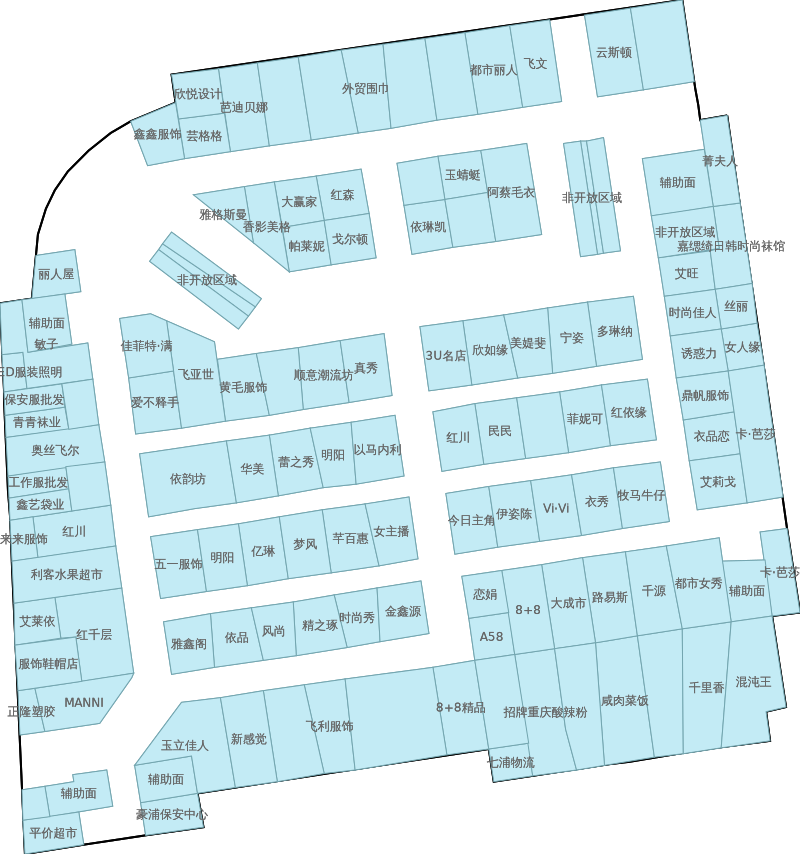 云斯顿
飞文
都市丽人
外贸围巾
欣悦设计
芭迪贝娜
鑫鑫服饰
芸格格
菁夫人
辅助面
玉蜻蜓
阿蔡毛衣
非开放区域
大赢家
红森
雅格斯曼
香影美格
依琳凯
帕莱妮
戈尔顿
非开放区域
嘉缌绮日韩时尚袜馆
丽人屋
非开放区域
艾旺
时尚佳人
丝丽
辅助面
敏子
佳菲特·满
3U名店
欣如缘
美媞斐
宁姿
多琳纳
诱惑力
女人缘
ED服装照明
飞亚世
黄毛服饰
顺意潮流坊
真秀
保安服批发
爱不释手
鼎帆服饰
青青袜业
红川
民民
菲妮可
红依缘
衣品恋
卡·芭莎
奥丝飞尔
依韵坊
华美
蕾之秀
明阳
以马内利
工作服批发
艾莉戈
鑫艺袋业
今日主角
伊姿陈
Vi·Vi
衣秀
牧马牛仔
来来服饰
红川
五一服饰
明阳
亿琳
梦风
芊百惠
女主播
利客水果超市
恋娟
8+8
大成市
路易斯
千源
都市女秀
辅助面
卡·芭莎
艾莱依
红千层
雅鑫阁
依品
风尚
精之琢
时尚秀
金鑫源
A58
服饰鞋帽店
正隆塑胶
MANNI
玉立佳人
新感觉
飞利服饰
8+8精品
招牌重庆酸辣粉
咸肉菜饭
千里香
混沌王
七浦物流
辅助面
辅助面
豪浦保安中心
平价超市